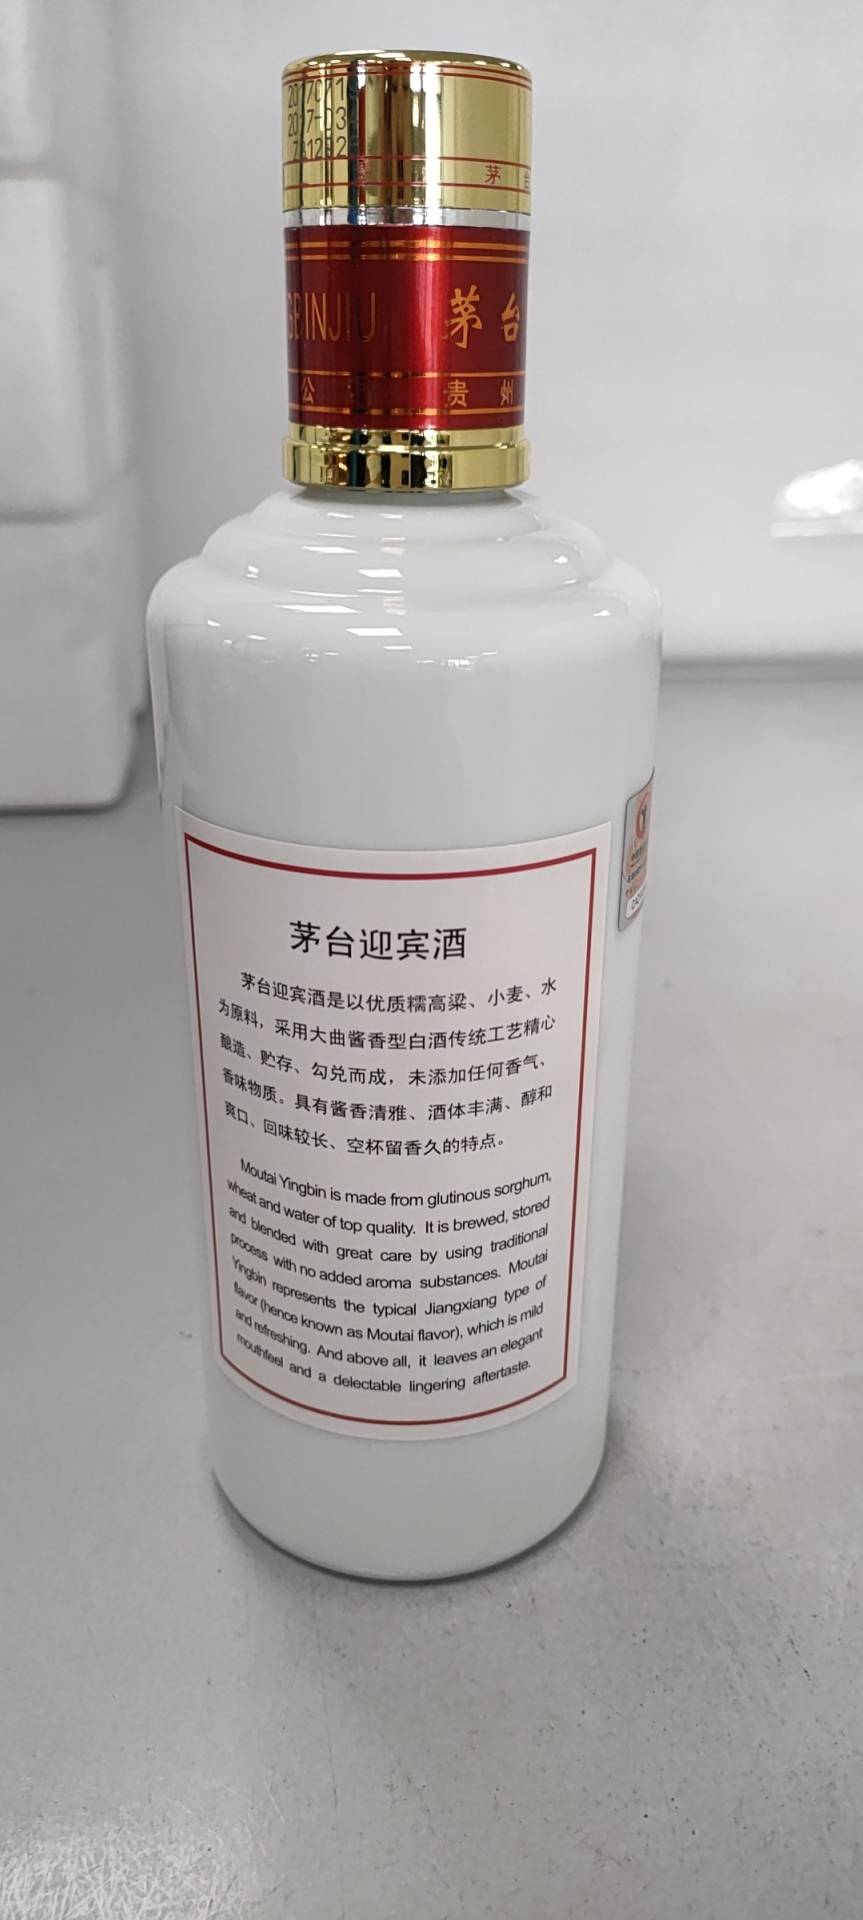 茅台
GBINJIU
茅台
公司 贵州
茅台迎宾酒
茅台迎宾酒是以优质糯高粱、小麦、水
为原料，采用大曲酱香型白酒传统工艺精心
酿造、贮存、勾兑而成，未添加任何香气、
香味物质。具有酱香清雅、酒体丰满、醇和
爽口、回味较长、空杯留香久的特点。
Moutai Yingbin is made from glutinous sorghum,
wheat and water of top quality. It is brewed, stored
and blended with great care by using traditional
process with no added aroma substances. Moutai
Yingbin represents the typical Jiangxiang type of
flavor (hence known as Moutai flavor), which is mild
and refreshing. And above all, it leaves an elegant
mouthfeel and a delectable lingering aftertaste.